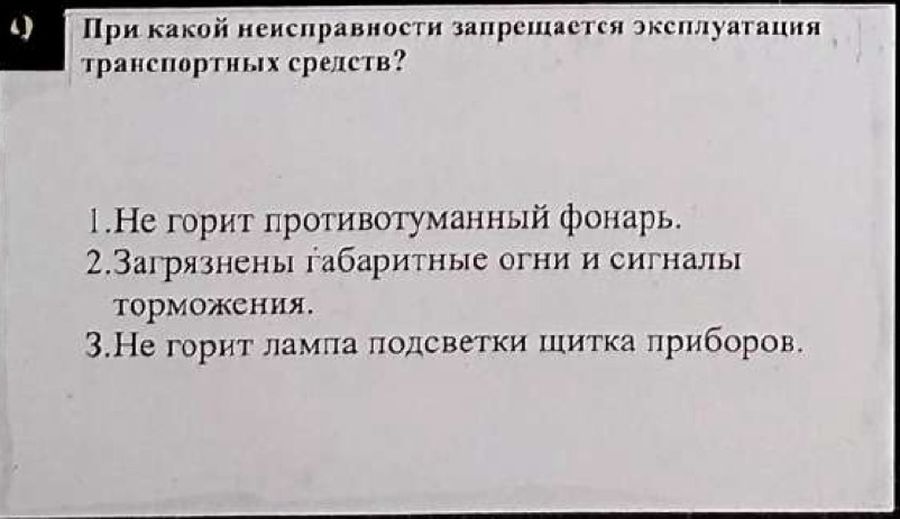 При какой неисправности запрещается эксплуатация
транспортных средств?
1.Не горит противотуманный фонарь.
2.Загрязнены габаритные огни и сигналы
торможения.
3.Не горит лампа подсветки щитка приборов.